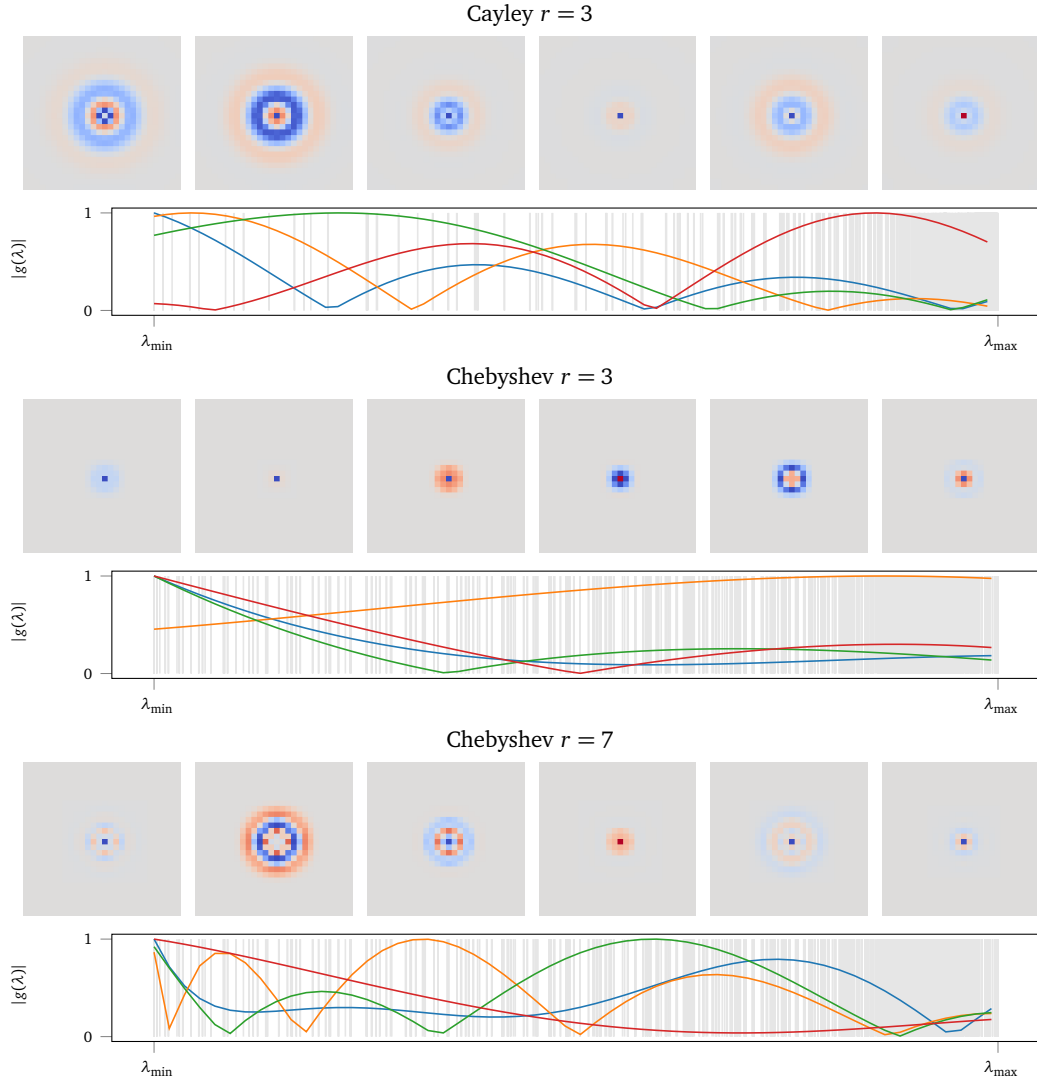 Cayley r = 3
1
|g(λ)|
0
λmin
λmax
Chebyshev r = 3
1
|g(λ)|
0
λmin
λmax
Chebyshev r = 7
1
|g(λ)|
0
λmin
λmax